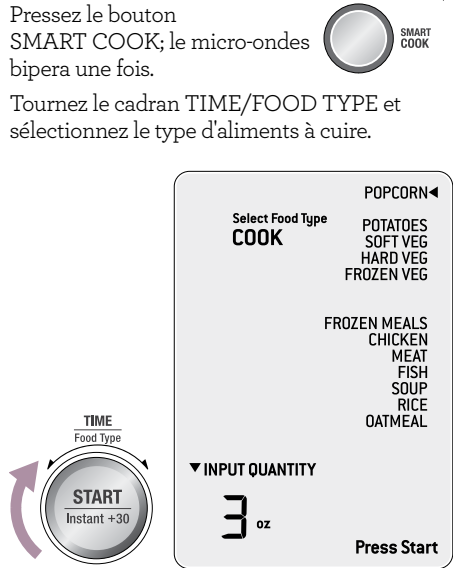 Pressez le bouton
SMART COOK; le micro-ondes
bipera une fois.
SMART
COOK
Tournez le cadran TIME/FOOD TYPE et
sélectionnez le type d'aliments à cuire.
POPCORN◀
Select Food Type
COOK
POTATOES
SOFT VEG
HARD VEG
FROZEN VEG
FROZEN MEALS
CHICKEN
MEAT
FISH
SOUP
RICE
OATMEAL
TIME
Food Type
START
Instant +30
▼INPUT QUANTITY
3 oz
Press Start